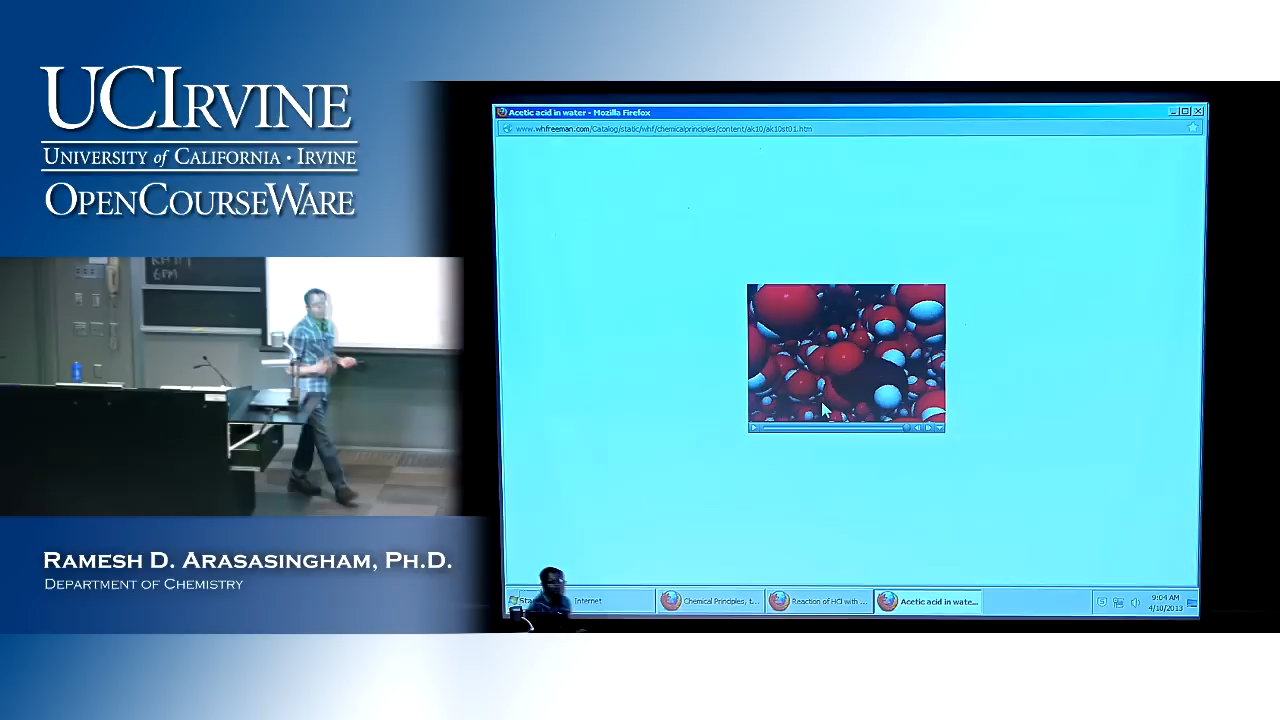 UCIRVINE
UNIVERSITY of CALIFORNIA · IRVINE
OPENCOURSEWARE
6PM
RAMESH D. ARASASINGHAM, PH.D.
DEPARTMENT OF CHEMISTRY
Acetic acid in water - Mozilla Firefox
www.whfreeman.com/Catalog/static/whf/chemicalprinciples/content/ak10/ak10st01.htm
Internet
Chemical Principles, t...
Reaction of HCl with ...
Acetic acid in wate...
9:04 AM
4/10/2013